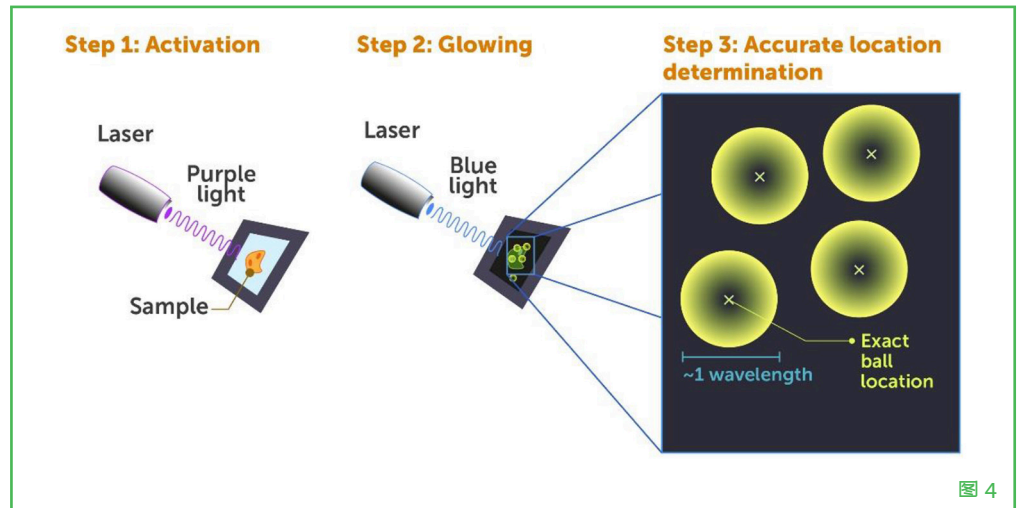 Step 1: Activation
Laser
Purple
light
Sample
Step 2: Glowing
Laser
Blue
light
Step 3: Accurate location
determination
Exact
ball
location
~1 wavelength
图 4